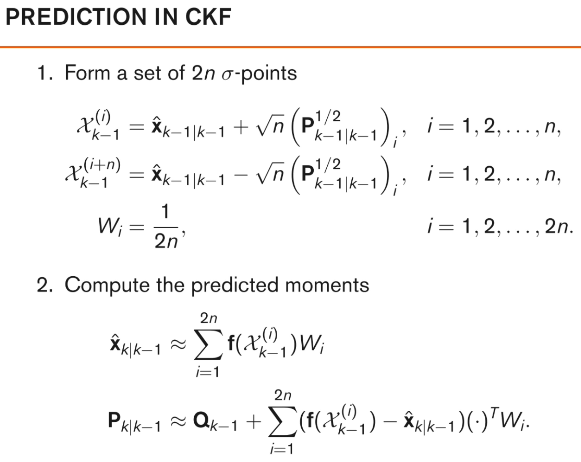 PREDICTION IN CKF
1. Form a set of 2n σ-points
𝒳_{k−1}^{(i)} = x̂_{k−1|k−1} + √n (P_{k−1|k−1}^{1/2})_i, i = 1, 2, . . . , n,
𝒳_{k−1}^{(i+n)} = x̂_{k−1|k−1} − √n (P_{k−1|k−1}^{1/2})_i, i = 1, 2, . . . , n,
W_i = 1/2n, i = 1, 2, . . . , 2n.
2. Compute the predicted moments
x̂_{k|k−1} ≈ ∑_{i=1}^{2n} f(𝒳_{k−1}^{(i)})W_i
P_{k|k−1} ≈ Q_{k−1} + ∑_{i=1}^{2n} (f(𝒳_{k−1}^{(i)}) − x̂_{k|k−1})(·)^T W_i.